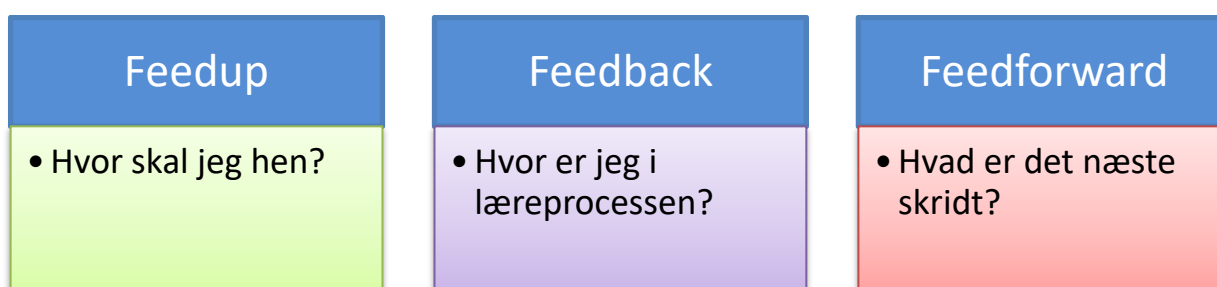 Feedup
• Hvor skal jeg hen?
Feedback
• Hvor er jeg i
læreprocessen?
Feedforward
• Hvad er det næste
skridt?